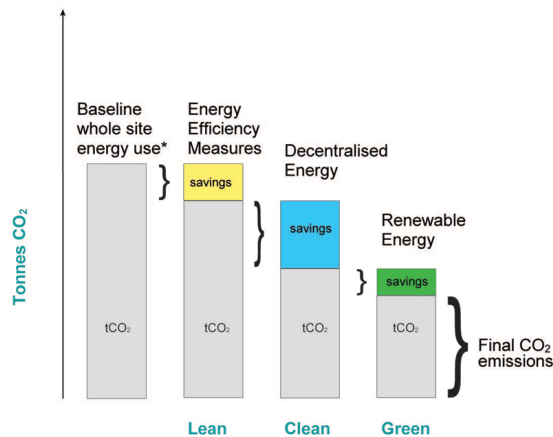 Baseline
whole site
energy use*
Energy
Efficiency
Measures
Decentralised
Energy
Renewable
Energy
savings
savings
savings
tCO₂
tCO₂
tCO₂
tCO₂
Final CO₂
emissions
Tonnes CO₂
Lean
Clean
Green